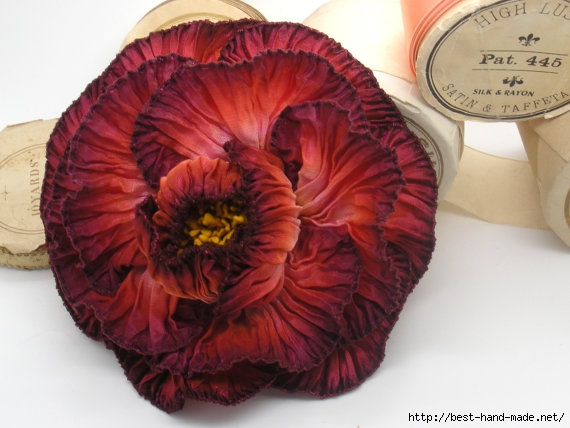 HIGH LUS
Pat. 445
SILK & RAYON
SATIN & TAFFETA
YARDS
http://best-hand-made.net/